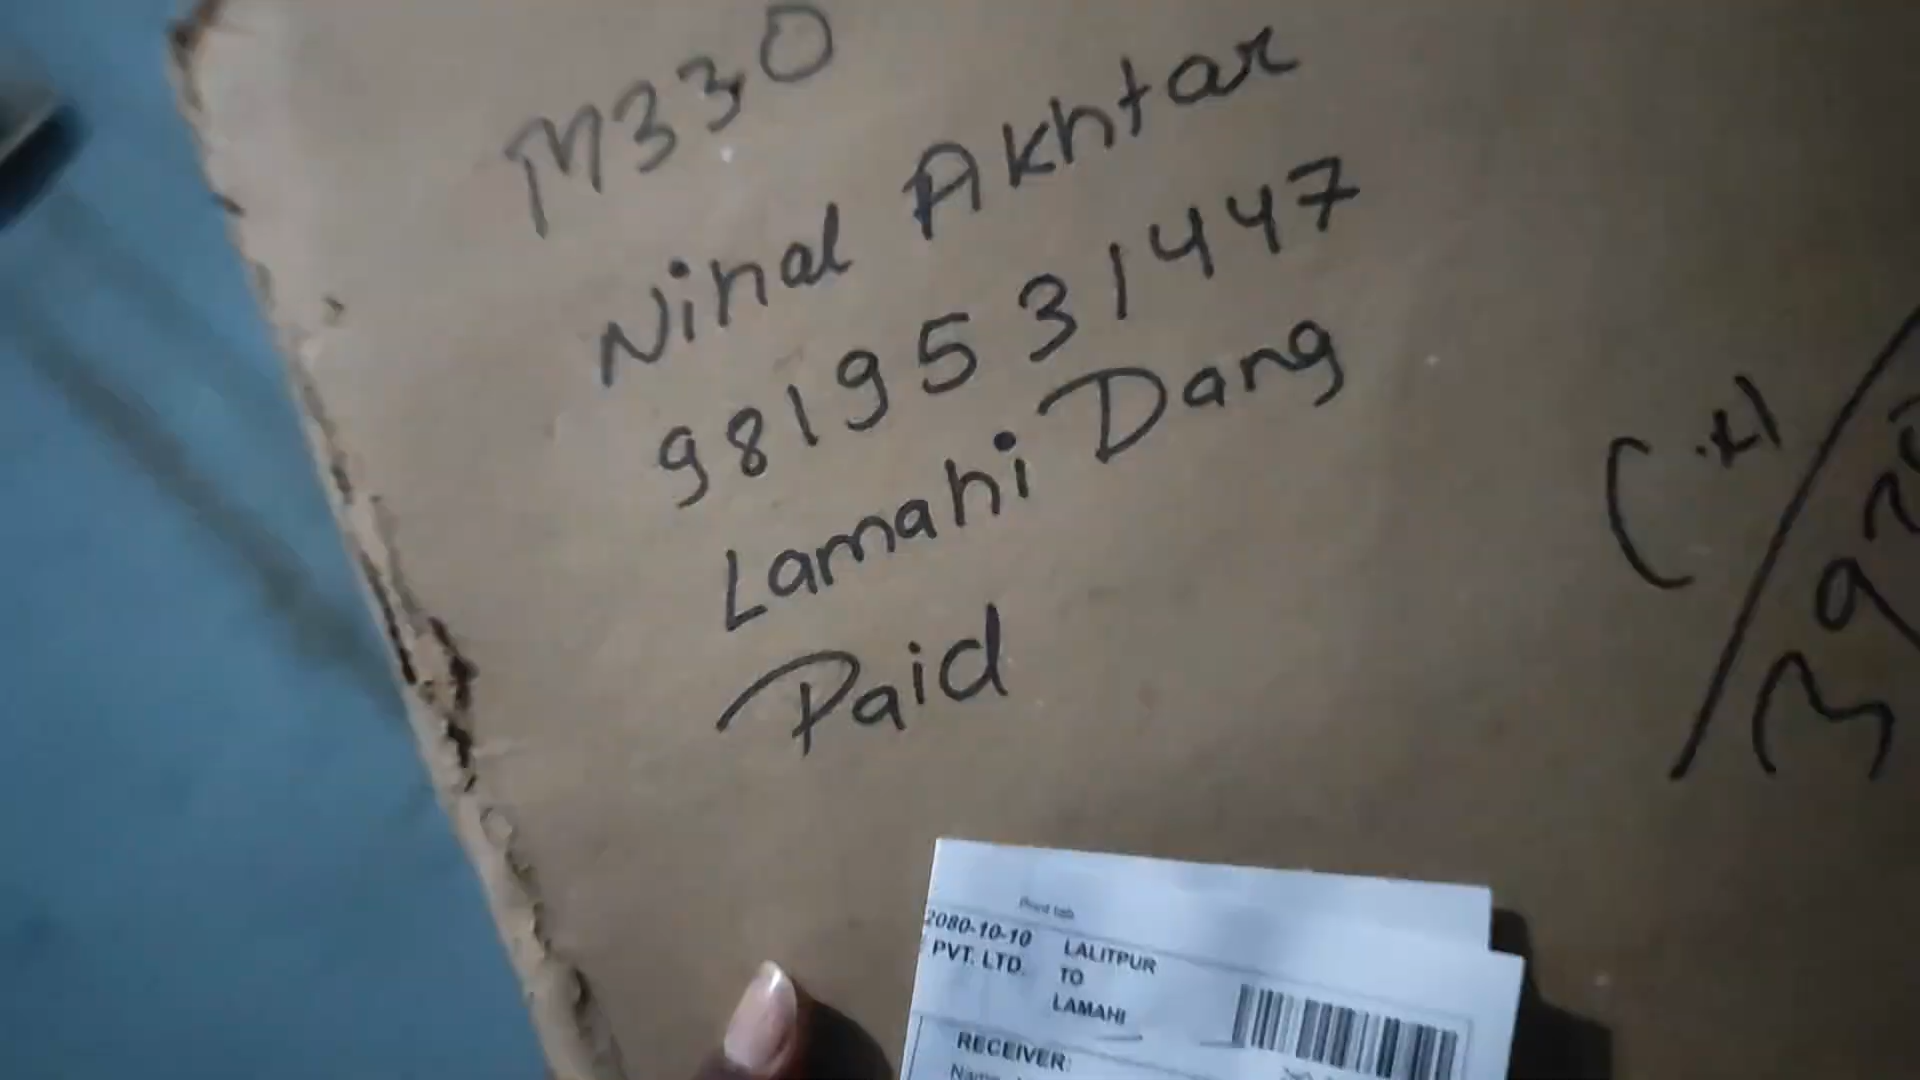 M330
Nihal Akhtar
9819531447
Lamahi Dang
Paid
2080-10-10
PVT. LTD.
LALITPUR
TO
LAMAHI
RECEIVER: